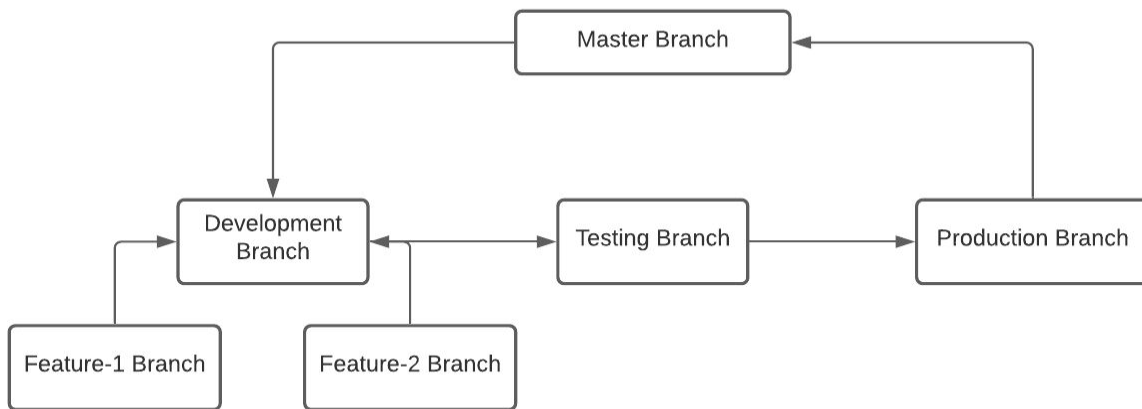 Master Branch
Development
Branch
Testing Branch
Production Branch
Feature-1 Branch
Feature-2 Branch